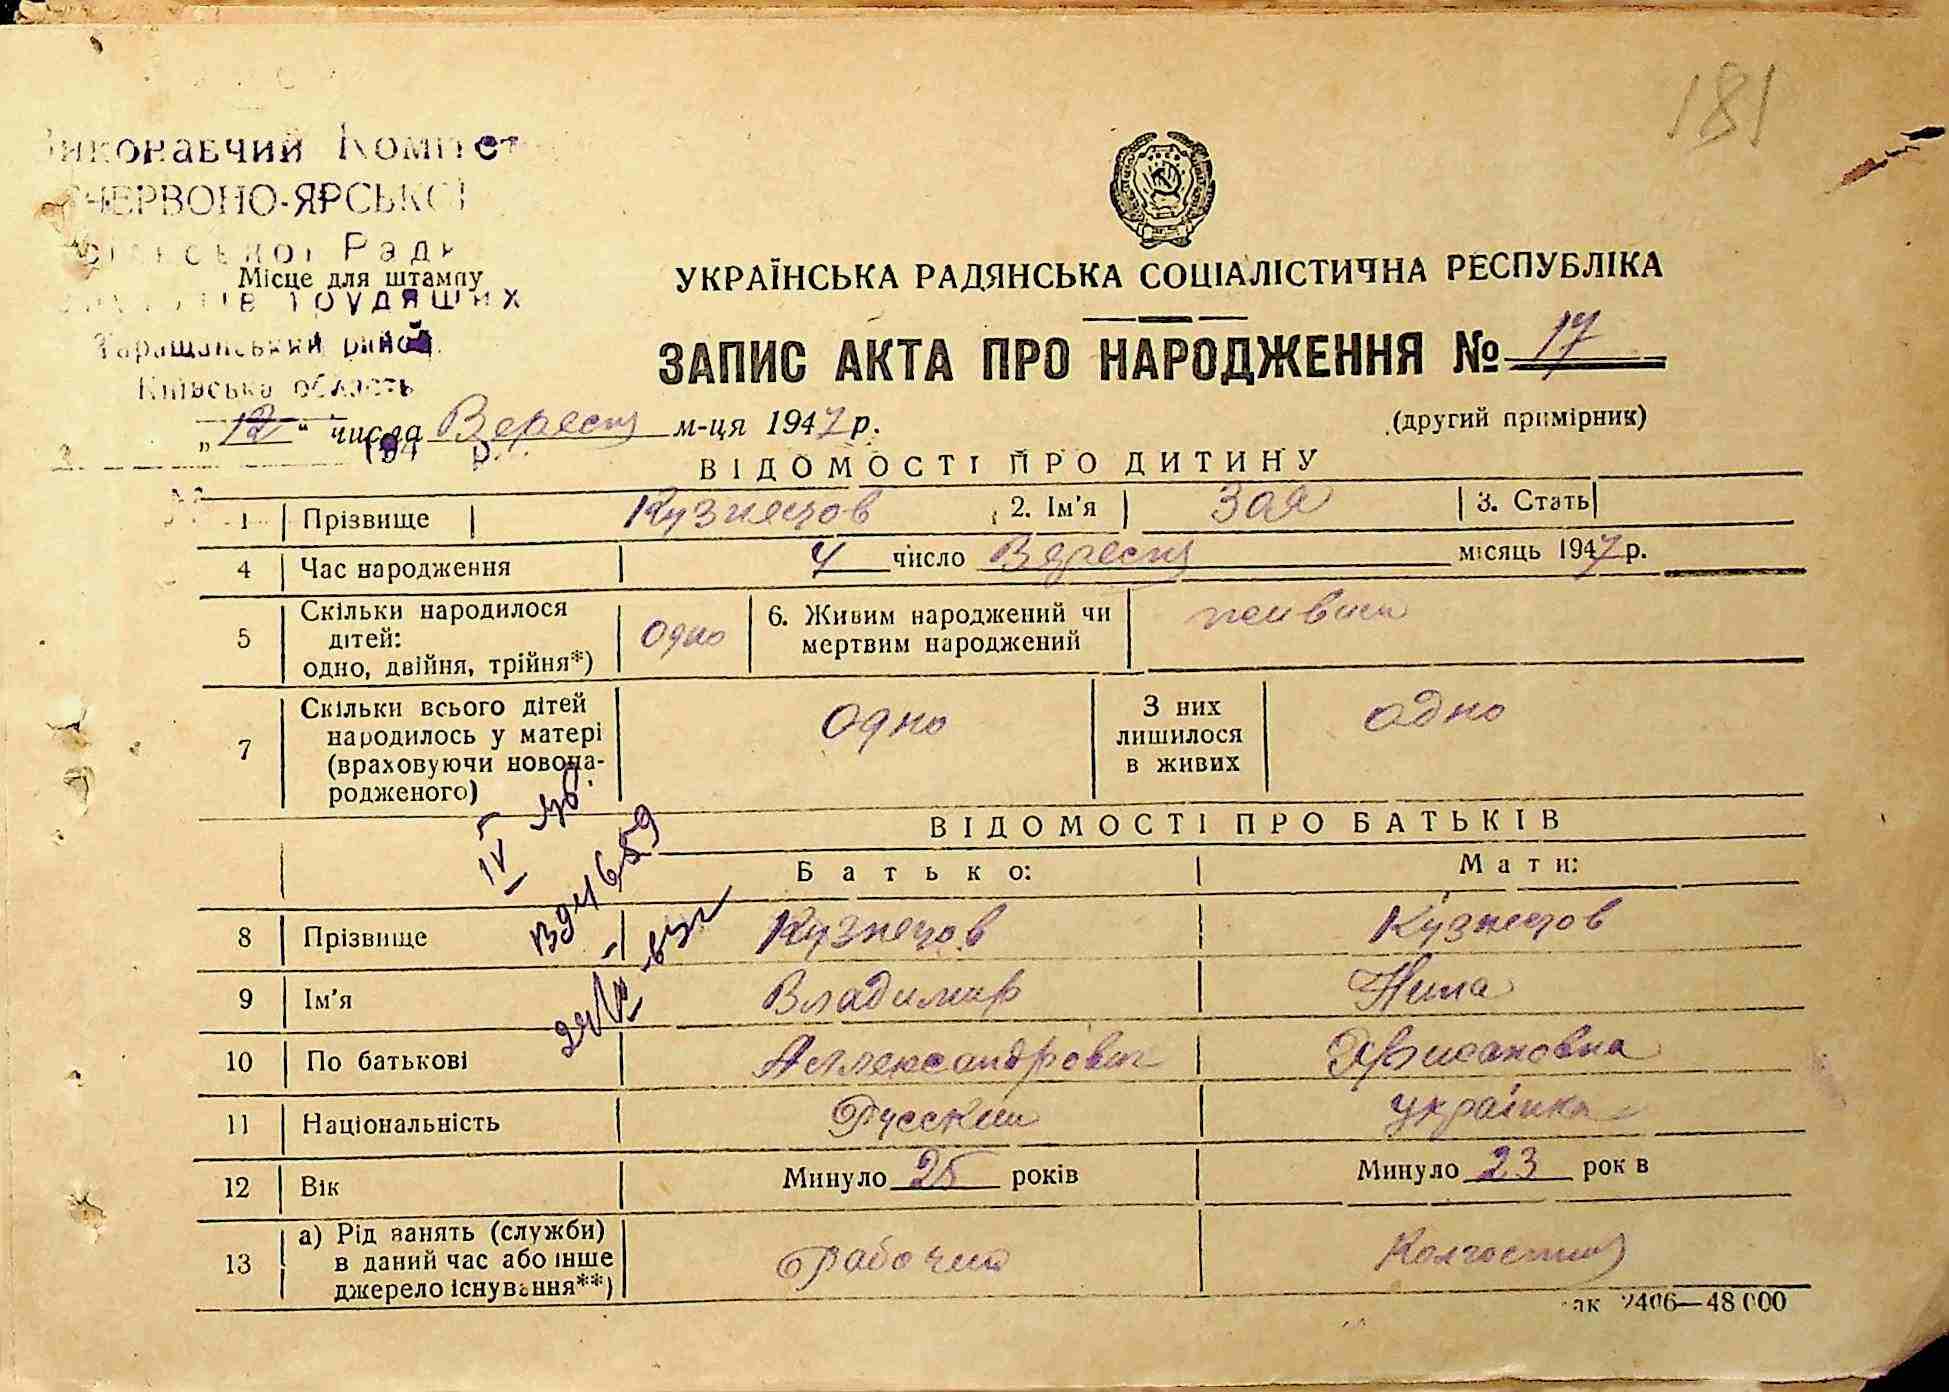 181
Виконавчий Комітет
ЧЕРВОНО-ЯРСЬКОЇ
сільської Ради
Місце для штампу
трудящих
Таращанський район
Київська область
УКРАЇНСЬКА РАДЯНСЬКА СОЦІАЛІСТИЧНА РЕСПУБЛІКА
ЗАПИС АКТА ПРО НАРОДЖЕННЯ № 17
„12“ числа Вересня м-ця 1947 р.
(другий примірник)
194 р.
ВІДОМОСТІ ПРО ДИТИНУ
1 Прізвище Кузнецов 2. Ім'я Зоя 3. Стать
4 Час народження 4 число Вересня місяць 1947 р.
5 Скільки народилося дітей: одно, двійня, трійня*) одно 6. Живим народжений чи мертвим народжений живим
7 Скільки всього дітей народилось у матері (враховуючи новонародженого) Одно З них лишилося в живих одно
ВІДОМОСТІ ПРО БАТЬКІВ
Батько: Мати:
8 Прізвище Кузнецов Кузнецов
9 Ім'я Владимир Нина
10 По батькові Аллександрович
11 Національність Русский українка
12 Вік Минуло 25 років Минуло 23 рок в
13 а) Рід занять (служби) в даний час або інше джерело існування**) Рабочий Колгоспниця
ак 2406—48 000